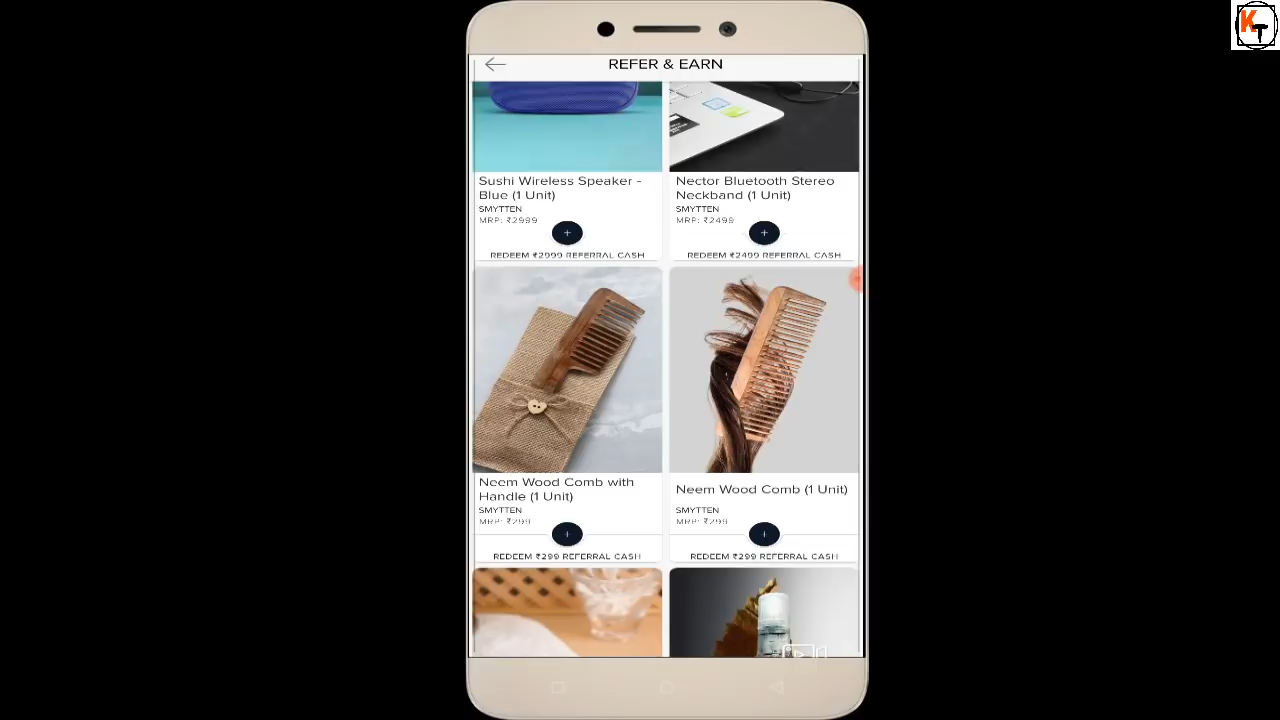 KT
REFER & EARN
Sushi Wireless Speaker -
Blue (1 Unit)
SMYTTEN
MRP: ₹2999
+
REDEEM ₹2999 REFERRAL CASH
Nector Bluetooth Stereo
Neckband (1 Unit)
SMYTTEN
MRP: ₹2499
+
REDEEM ₹2499 REFERRAL CASH
Neem Wood Comb with
Handle (1 Unit)
SMYTTEN
MRP: ₹299
+
REDEEM ₹299 REFERRAL CASH
Neem Wood Comb (1 Unit)
SMYTTEN
MRP: ₹299
+
REDEEM ₹299 REFERRAL CASH